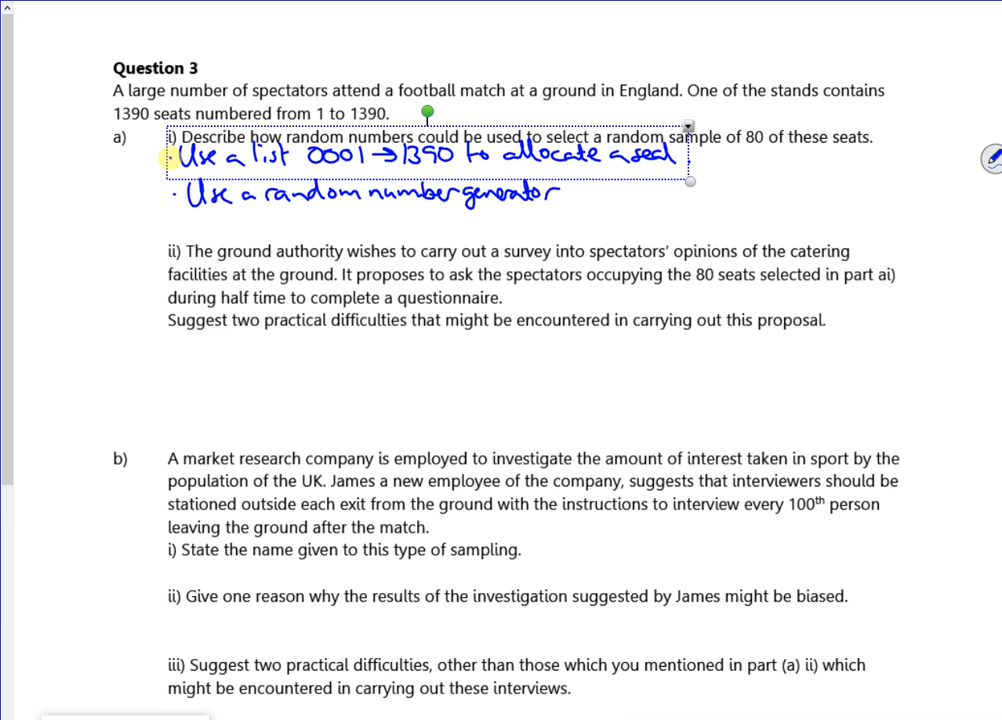 Question 3
A large number of spectators attend a football match at a ground in England. One of the stands contains
1390 seats numbered from 1 to 1390.
a) i) Describe how random numbers could be used to select a random sample of 80 of these seats.
· Use a list 0001 → 1390 to allocate a seat
· Use a random number generator
ii) The ground authority wishes to carry out a survey into spectators' opinions of the catering
facilities at the ground. It proposes to ask the spectators occupying the 80 seats selected in part ai)
during half time to complete a questionnaire.
Suggest two practical difficulties that might be encountered in carrying out this proposal.
b) A market research company is employed to investigate the amount of interest taken in sport by the
population of the UK. James a new employee of the company, suggests that interviewers should be
stationed outside each exit from the ground with the instructions to interview every 100th person
leaving the ground after the match.
i) State the name given to this type of sampling.
ii) Give one reason why the results of the investigation suggested by James might be biased.
iii) Suggest two practical difficulties, other than those which you mentioned in part (a) ii) which
might be encountered in carrying out these interviews.